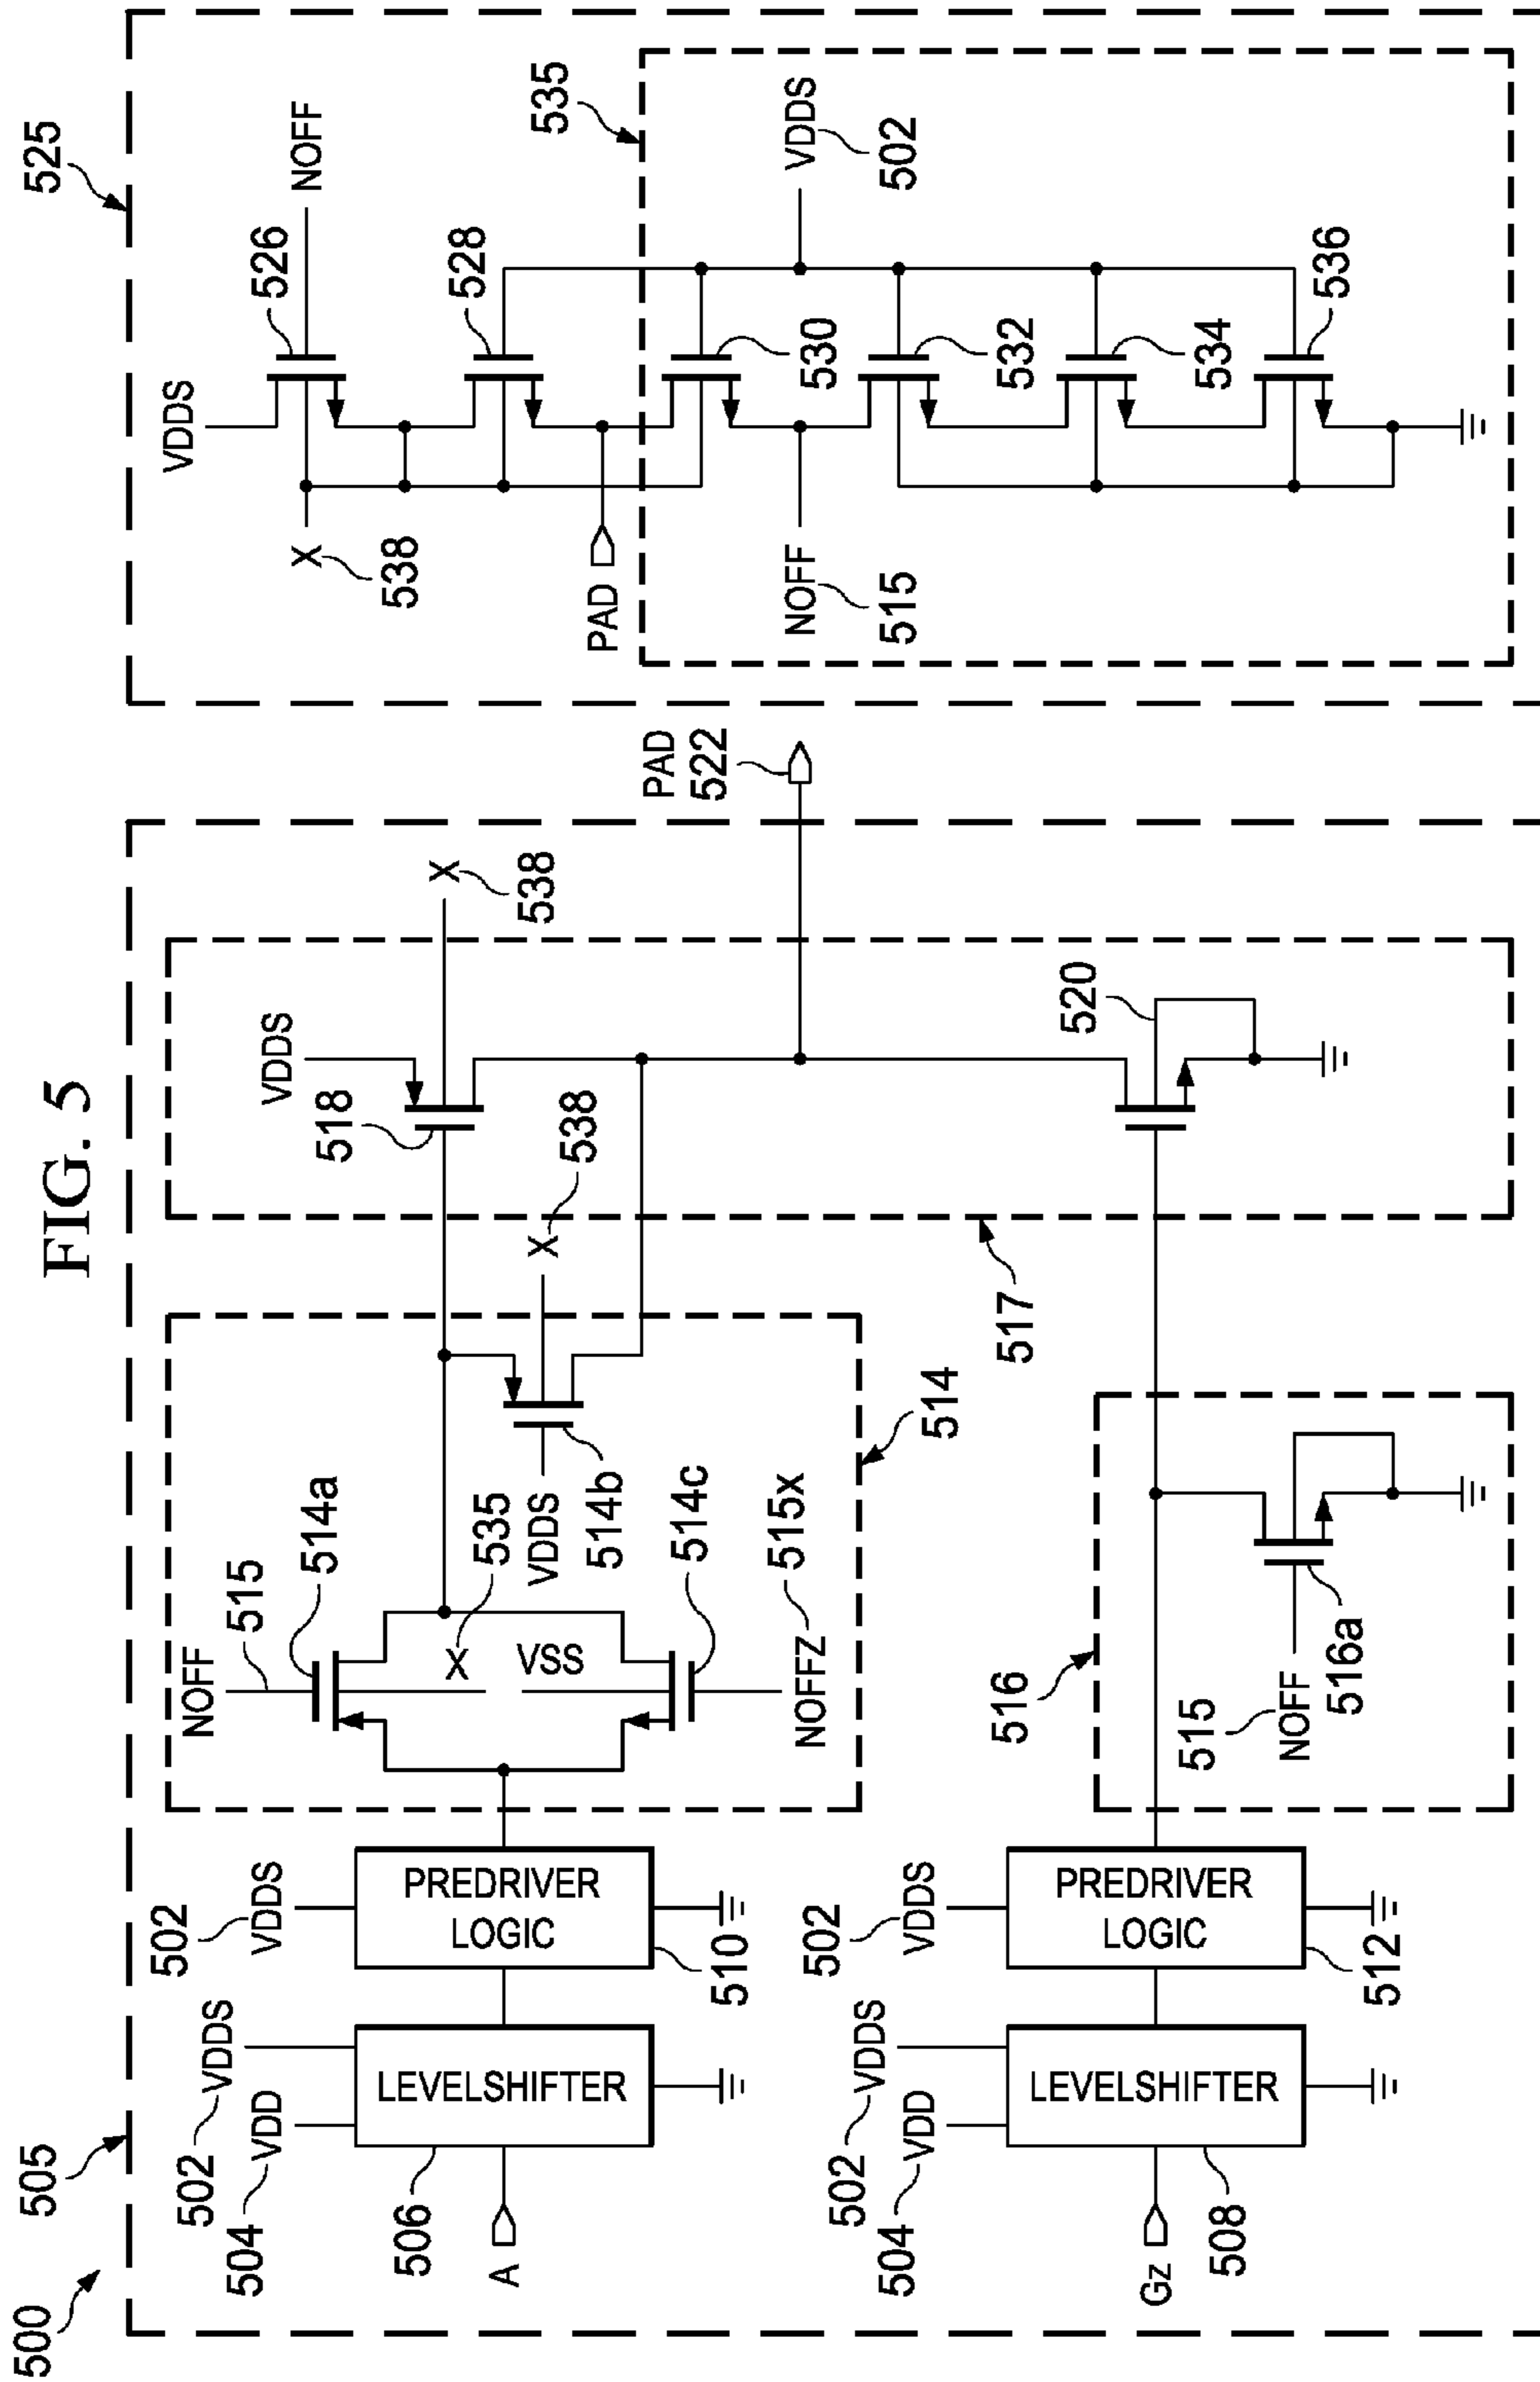 FIG. 5
500
505
502
504
VDD
VDDS
506
LEVELSHIFTER
A
502
VDDS
PREDRIVER
LOGIC
510
NOFF
515
514a
X
535
VSS
VDDS
514b
514c
515x
NOFFZ
514
X
538
517
VDDS
518
X
538
520
PAD
522
502
504
VDD
VDDS
508
LEVELSHIFTER
Gz
502
VDDS
PREDRIVER
LOGIC
512
516
515
NOFF
516a
525
VDDS
526
NOFF
X
538
528
PAD
535
530
VDDS
502
NOFF
515
532
534
536